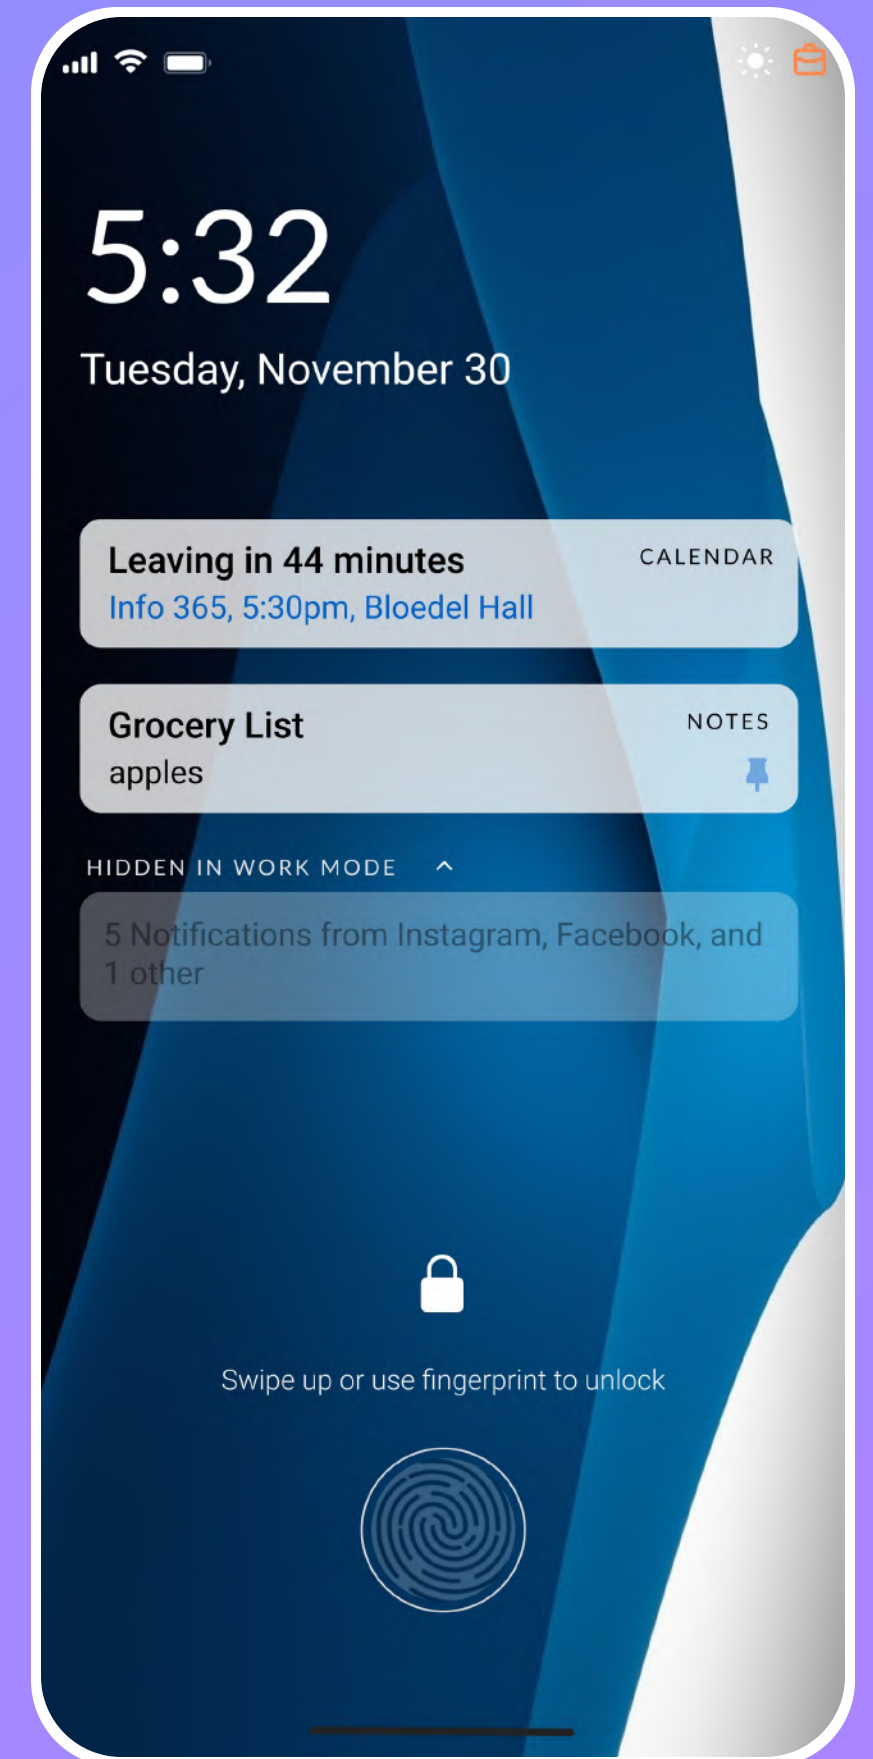 5:32
Tuesday, November 30
Leaving in 44 minutes
CALENDAR
Info 365, 5:30pm, Bloedel Hall
Grocery List
NOTES
apples
HIDDEN IN WORK MODE
5 Notifications from Instagram, Facebook, and
1 other
Swipe up or use fingerprint to unlock